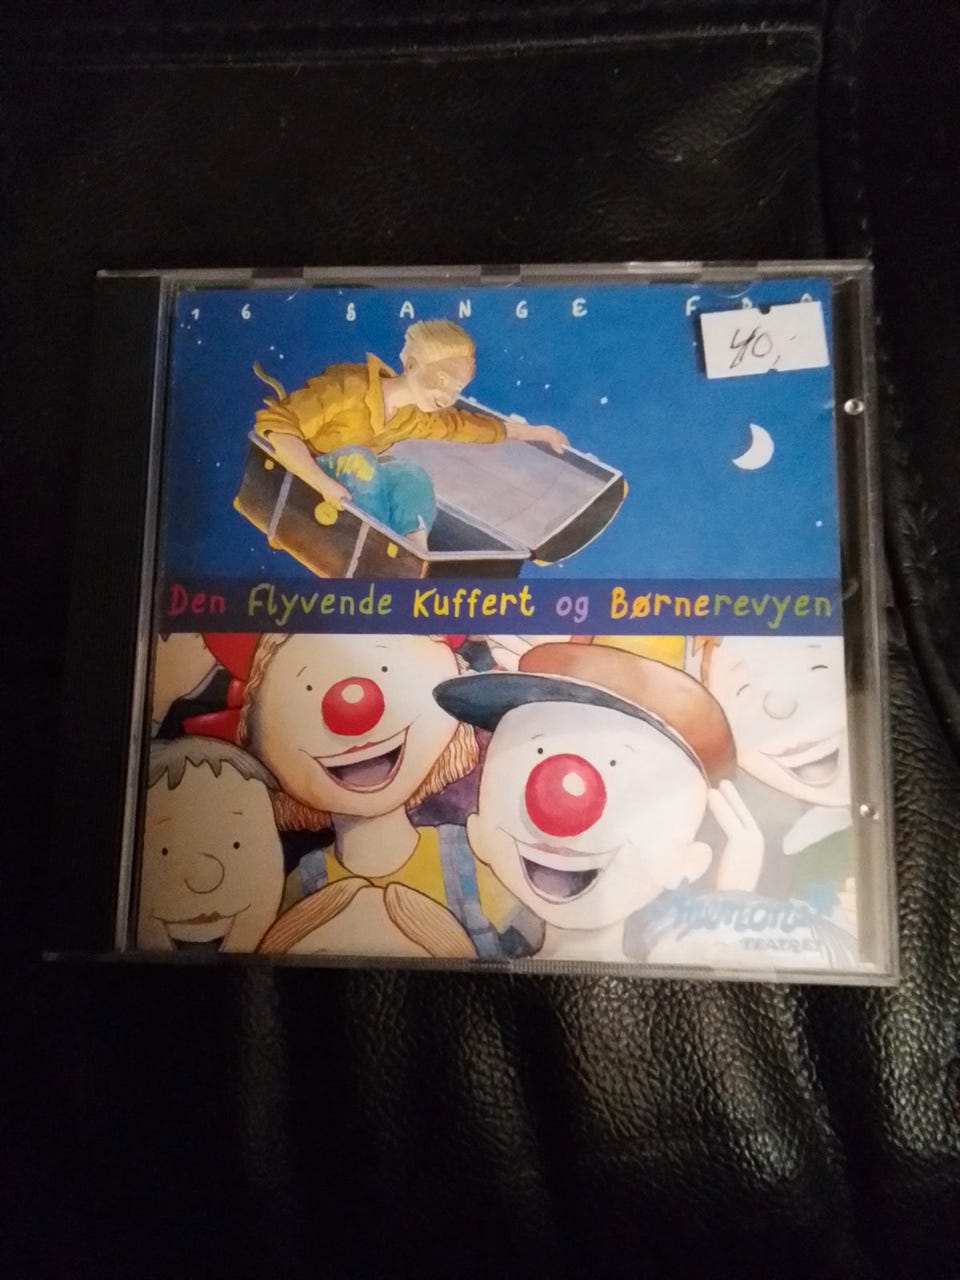 16 SANGE FRA
40,-
Den Flyvende Kuffert og Børnerevyen
TEATRET